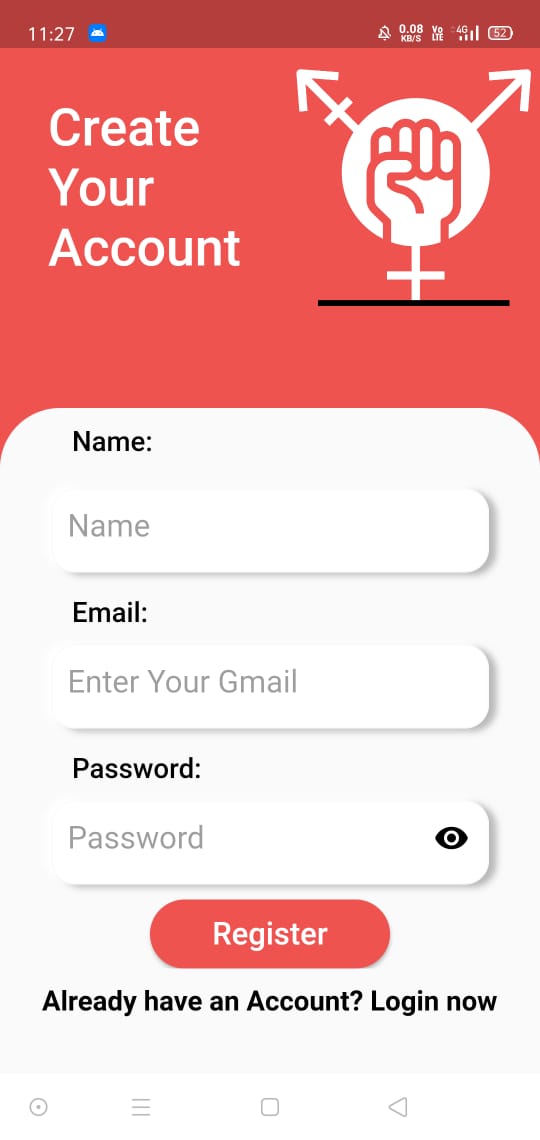 11:27
0.08 KB/S
Vo LTE
4G
52
Create
Your
Account
Name:
Name
Email:
Enter Your Gmail
Password:
Password
Register
Already have an Account? Login now